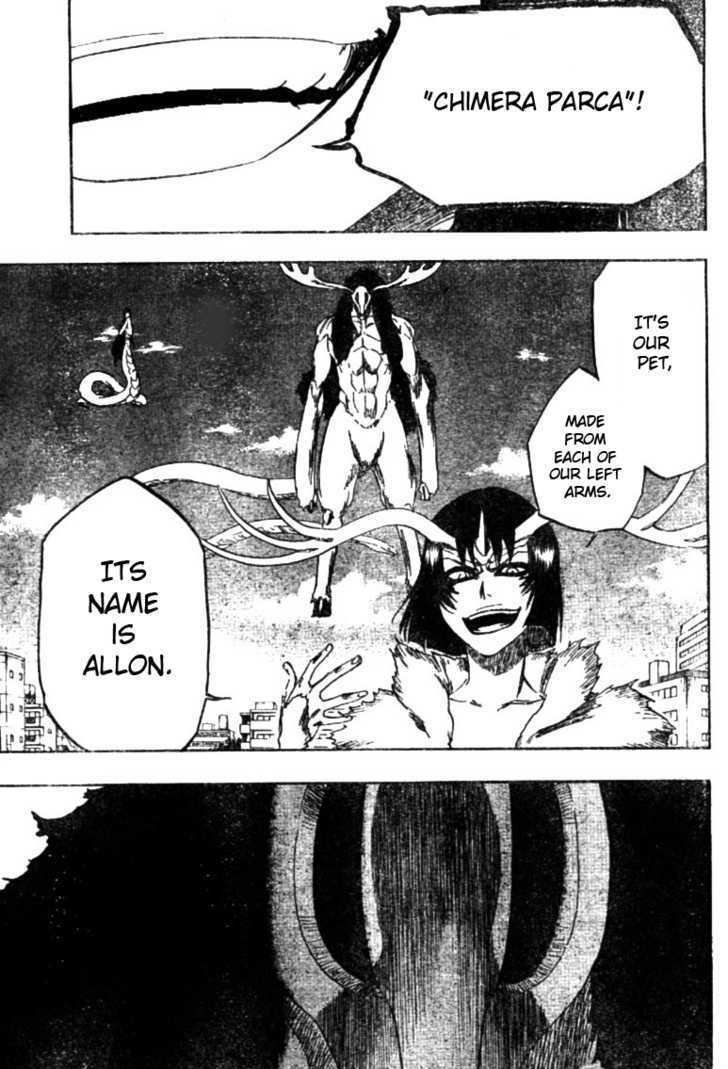 "CHIMERA PARCA"!
IT'S
OUR
PET,
MADE
FROM
EACH OF
OUR LEFT
ARMS.
ITS
NAME
IS
ALLON.